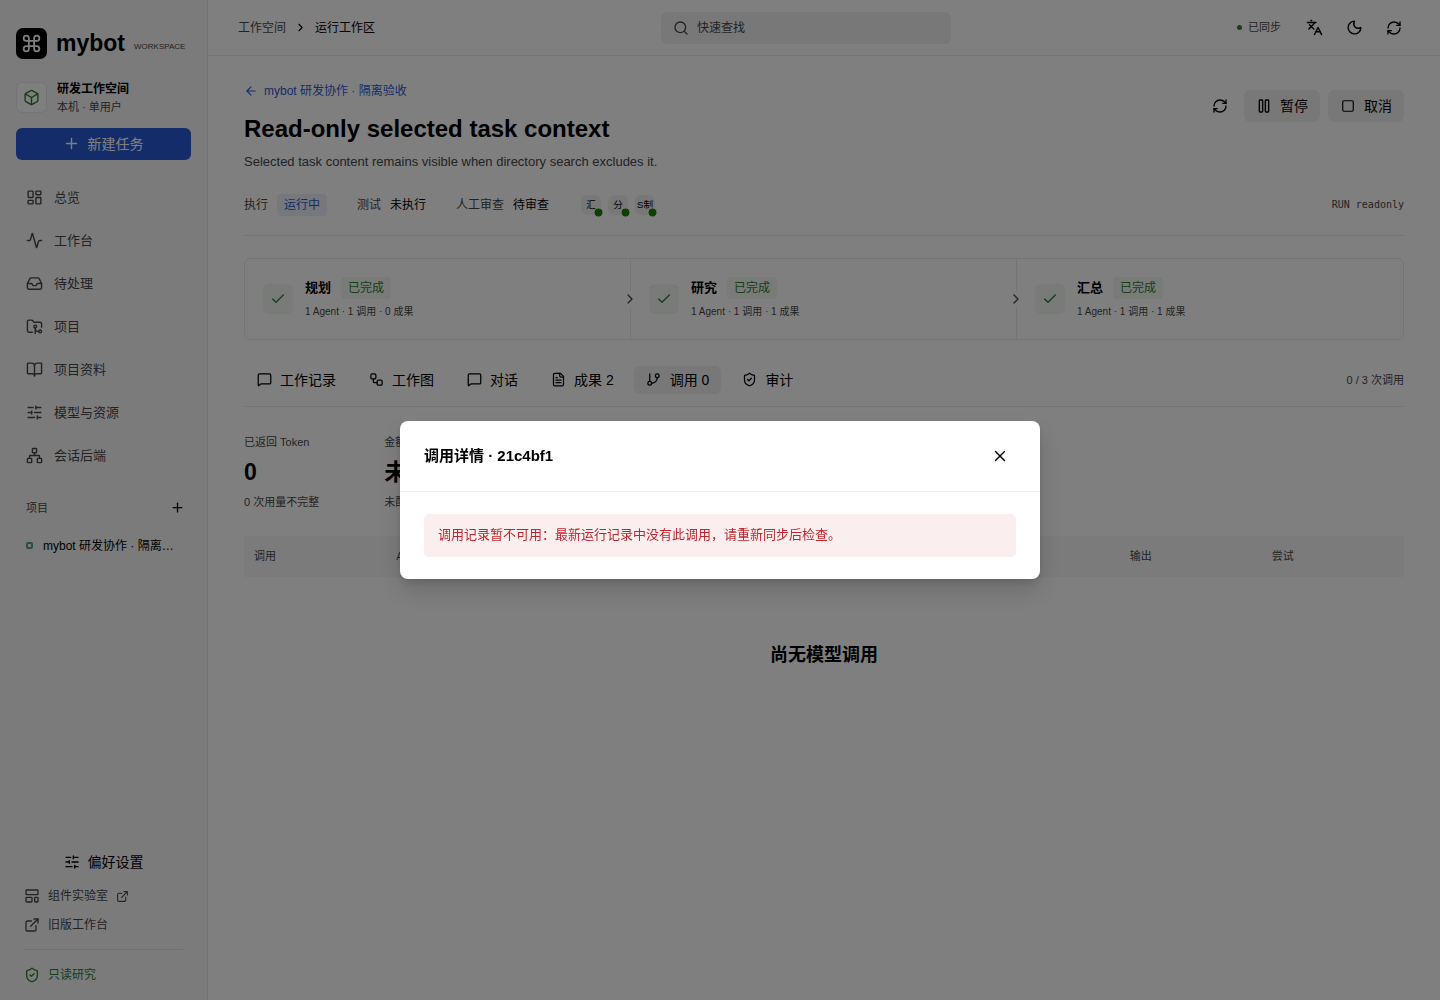 mybot WORKSPACE
研发工作空间
本机 · 单用户
新建任务
总览
工作台
待处理
项目
项目资料
模型与资源
会话后端
项目
mybot 研发协作 · 隔离…
偏好设置
组件实验室
旧版工作台
只读研究
工作空间 运行工作区
快速查找
已同步
mybot 研发协作 · 隔离验收
暂停
取消
Read-only selected task context
Selected task content remains visible when directory search excludes it.
执行 运行中 测试 未执行 人工审查 待审查 汇 分 S制
RUN readonly
规划 已完成
1 Agent · 1 调用 · 0 成果
研究 已完成
1 Agent · 1 调用 · 1 成果
汇总 已完成
1 Agent · 1 调用 · 1 成果
工作记录 工作图 对话 成果 2 调用 0 审计
0 / 3 次调用
已返回 Token
0
0 次用量不完整
调用 输出 尝试
尚无模型调用
调用详情 · 21c4bf1
调用记录暂不可用：最新运行记录中没有此调用，请重新同步后检查。